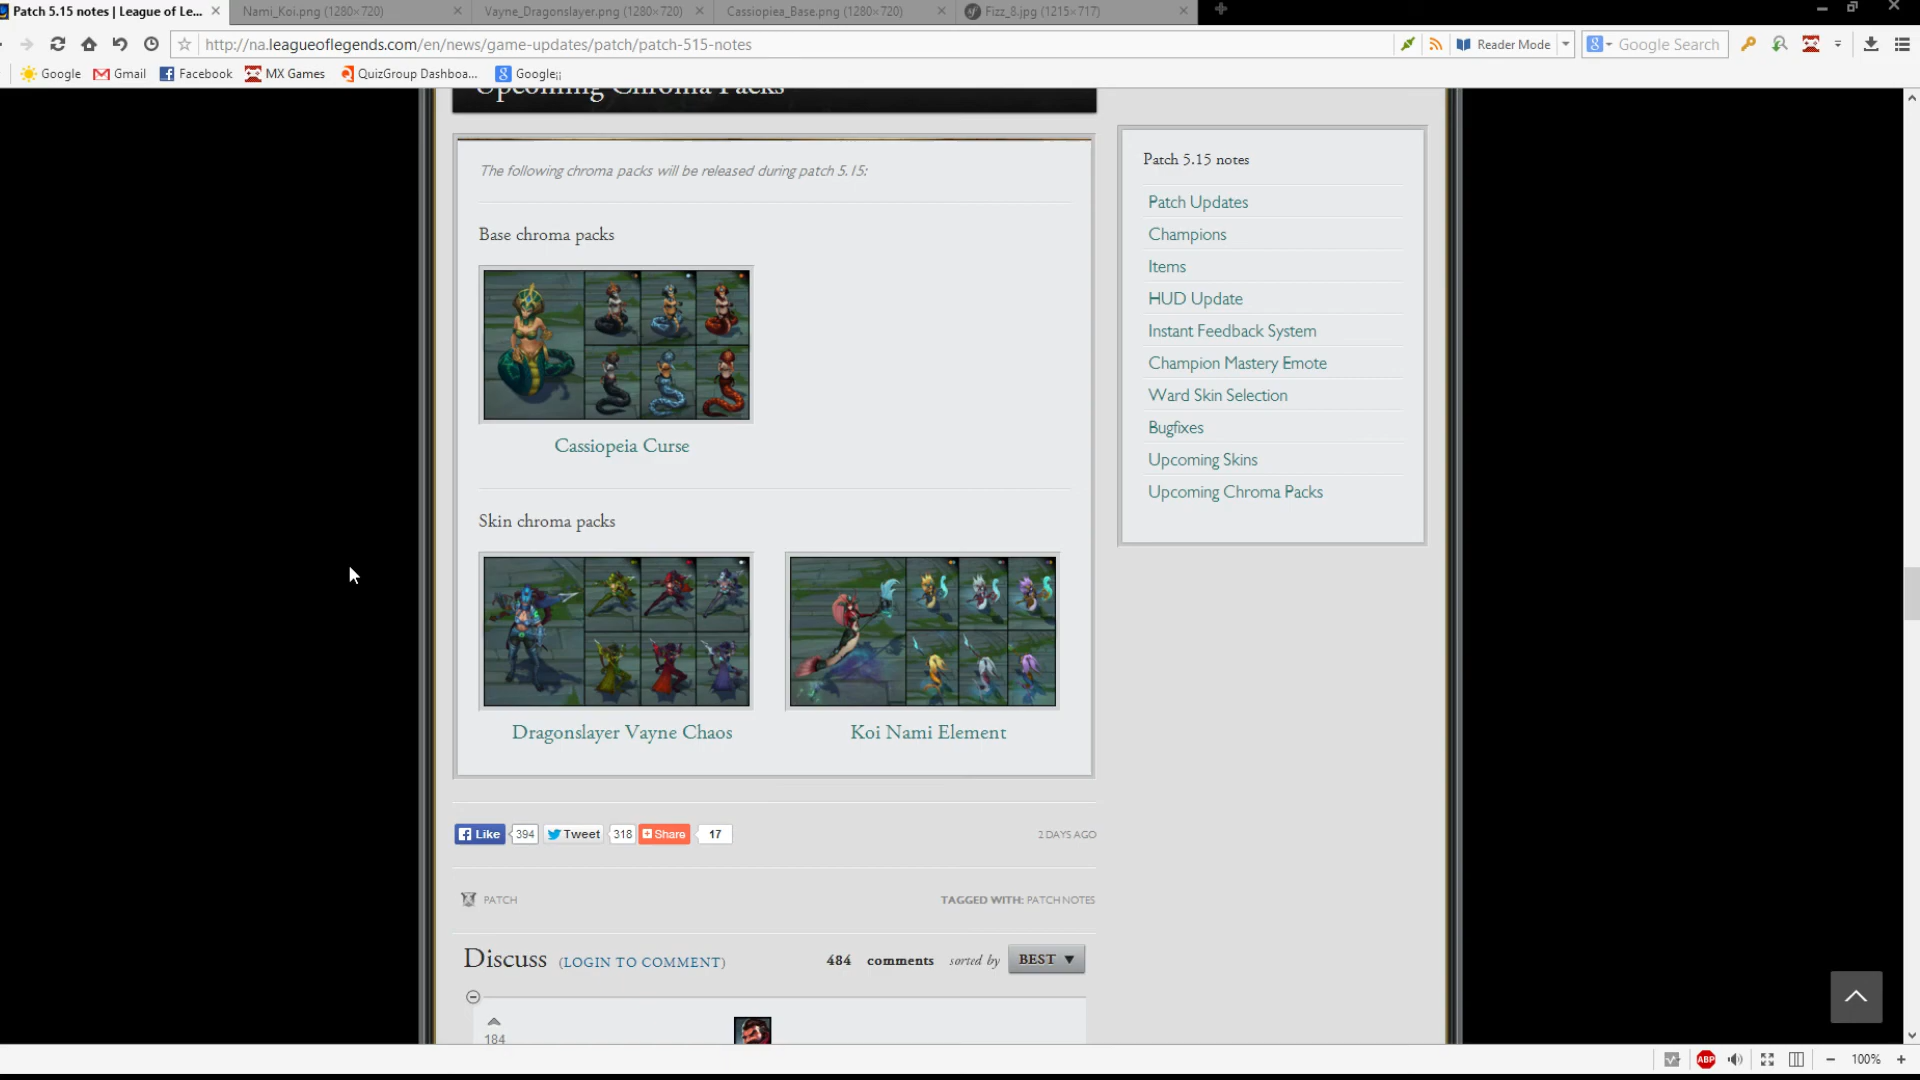 Patch 5.15 notes | League of Le...
Nami_Koi.png (1280×720)
Vayne_Dragonslayer.png (1280×720)
Cassiopiea_Base.png (1280×720)
Fizz_8.jpg (1215×717)
http://na.leagueoflegends.com/en/news/game-updates/patch/patch-515-notes
Reader Mode
Google Search
Google
Gmail
Facebook
MX Games
QuizGroup Dashboa...
Google¡¡
Upcoming Chroma Packs
The following chroma packs will be released during patch 5.15:
Base chroma packs
Cassiopeia Curse
Skin chroma packs
Dragonslayer Vayne Chaos
Koi Nami Element
Patch 5.15 notes
Patch Updates
Champions
Items
HUD Update
Instant Feedback System
Champion Mastery Emote
Ward Skin Selection
Bugfixes
Upcoming Skins
Upcoming Chroma Packs
Like 394 Tweet 318 Share 17
2 DAYS AGO
PATCH
TAGGED WITH: PATCH NOTES
Discuss (LOGIN TO COMMENT)
484 comments sorted by BEST
184
ABP
100%